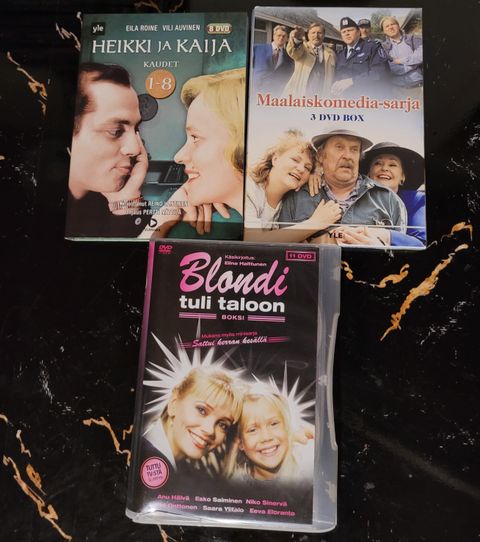 yle
EILA ROINE VILI AUVINEN
8 DVD
HEIKKI JA KAIJA
KAUDET
1-8
REINO
Maalaiskomedia-sarja
3 DVD BOX
YLE
DVD
Käsikirjoitus:
Eline Halttunen
11 DVD
Blondi
tuli taloon
BOKSI
Mukana myös minisarja
Sattui kerran kesällä
TUTTU
TV:STÄ
Anu Hälvä Esko Salminen Niko Sinervä
Saara Ylitalo Eeva Eloranta